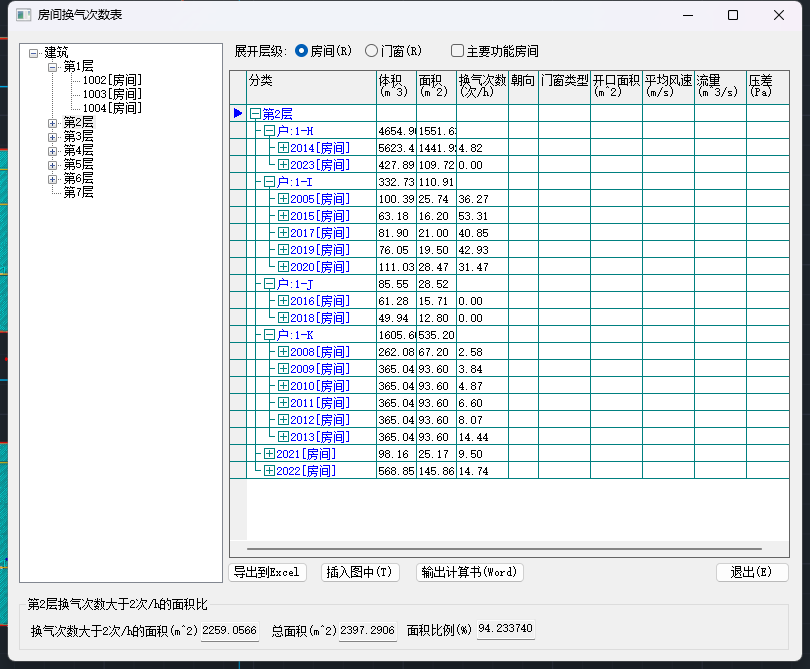 房间换气次数表
展开层级: 房间(R) 门窗(R) 主要功能房间
建筑
第1层
1002[房间]
1003[房间]
1004[房间]
第2层
第3层
第4层
第5层
第6层
第7层
分类 体积(m^3) 面积(m^2) 换气次数(次/h) 朝向 门窗类型 开口面积(m^2) 平均风速(m/s) 流量(m^3/s) 压差(Pa)
第2层
户:1-H 4654.9 1551.6
2014[房间] 5623.4 1441.9 4.82
2023[房间] 427.89 109.72 0.00
户:1-I 332.73 110.91
2005[房间] 100.39 25.74 36.27
2015[房间] 63.18 16.20 53.31
2017[房间] 81.90 21.00 40.85
2019[房间] 76.05 19.50 42.93
2020[房间] 111.03 28.47 31.47
户:1-J 85.55 28.52
2016[房间] 61.28 15.71 0.00
2018[房间] 49.94 12.80 0.00
户:1-K 1605.6 535.20
2008[房间] 262.08 67.20 2.58
2009[房间] 365.04 93.60 3.84
2010[房间] 365.04 93.60 4.87
2011[房间] 365.04 93.60 6.60
2012[房间] 365.04 93.60 8.07
2013[房间] 365.04 93.60 14.44
2021[房间] 98.16 25.17 9.50
2022[房间] 568.85 145.86 14.74
导出到Excel 插入图中(T) 输出计算书(Word) 退出(E)
第2层换气次数大于2次/h的面积比
换气次数大于2次/h的面积(m^2) 2259.0566 总面积(m^2) 2397.2906 面积比例(%) 94.233740